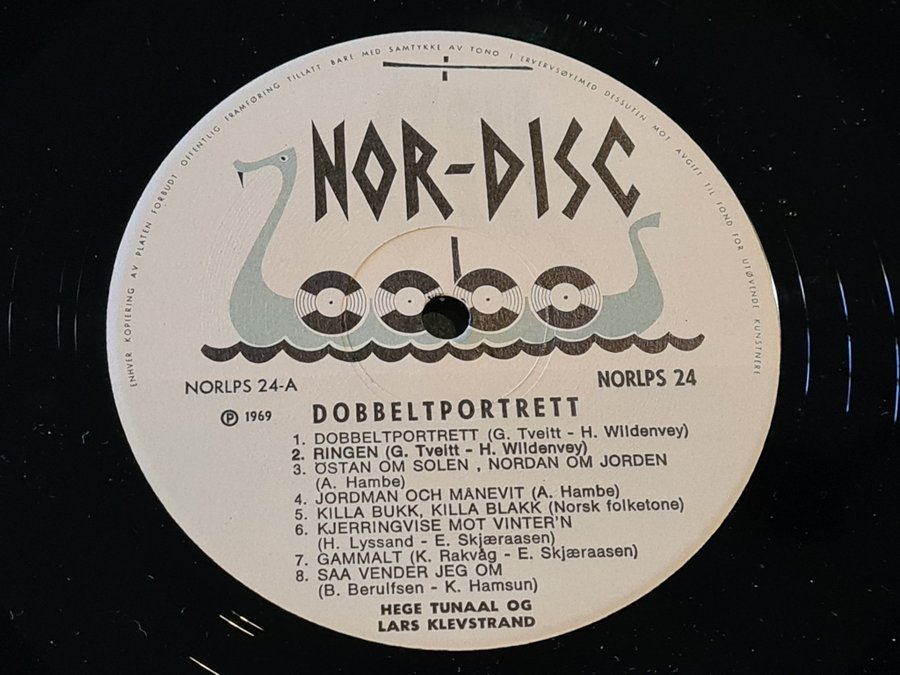 ENHVER KOPIERING AV PLATEN FORBUDT OFFENTLIG FRAMFØRING TILLATT BARE MED SAMTYKKE AV TONO I ERVERVSØYEMED DESSUTEN MOT AVGIFT TIL FOND FOR UTØVENDE KUNSTNERE
NOR-DISC
NORLPS 24-A
NORLPS 24
℗ 1969
DOBBELTPORTRETT
1. DOBBELTPORTRETT (G. Tveitt - H. Wildenvey)
2. RINGEN (G. Tveitt - H. Wildenvey)
3. ÖSTAN OM SOLEN , NORDAN OM JORDEN
(A. Hambe)
4. JORDMAN OCH MÅNEVIT (A. Hambe)
5. KILLA BUKK, KILLA BLAKK (Norsk folketone)
6. KJERRINGVISE MOT VINTER'N
(H. Lyssand - E. Skjæraasen)
7. GAMMALT (K. Rakvåg - E. Skjæraasen)
8. SAA VENDER JEG OM
(B. Berulfsen - K. Hamsun)
HEGE TUNAAL OG
LARS KLEVSTRAND